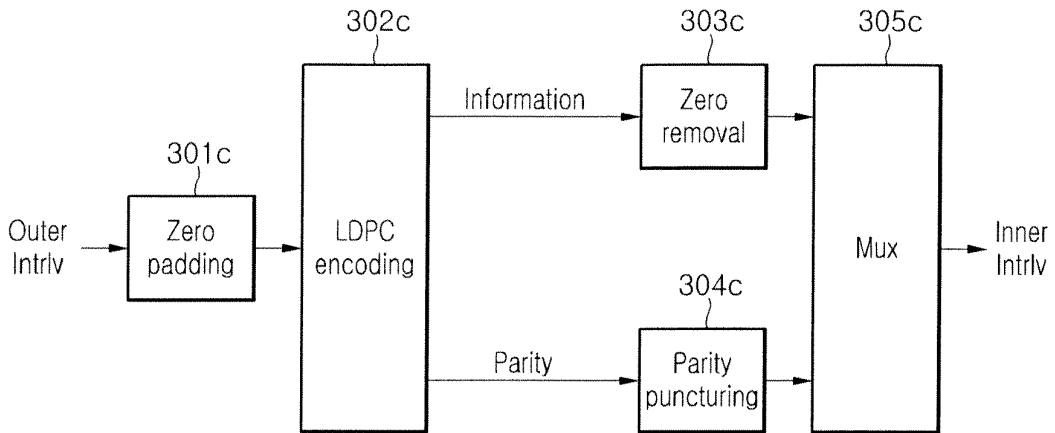 302c
303c
305c
Information
Zero
removal
301c
Outer
Intrlv
Zero
padding
LDPC
encoding
Mux
Inner
Intrlv
304c
Parity
Parity
puncturing